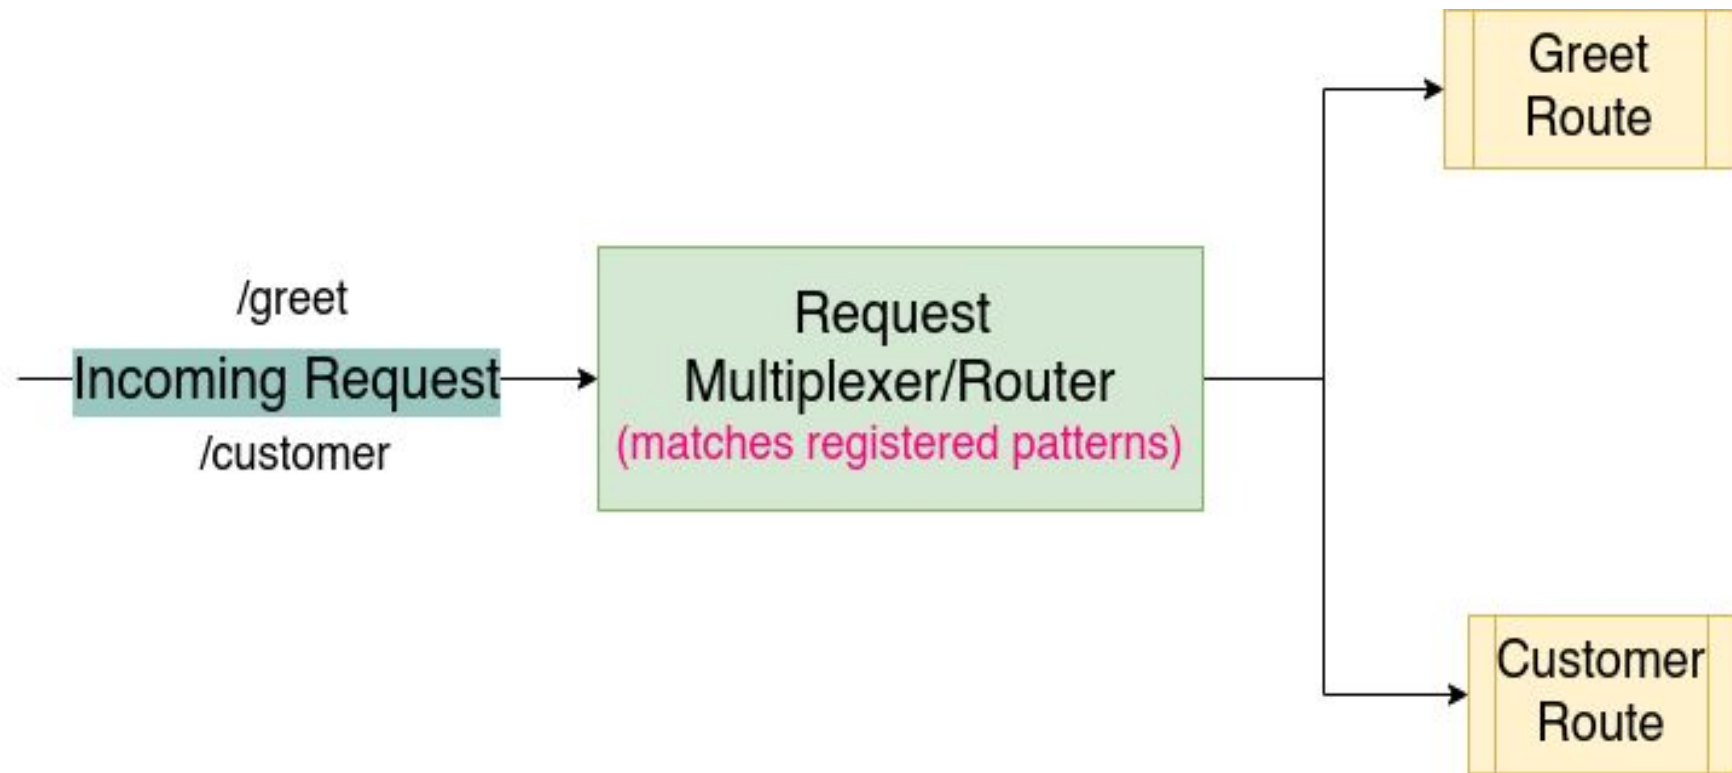 /greet
Incoming Request
/customer
Request
Multiplexer/Router
(matches registered patterns)
Greet
Route
Customer
Route